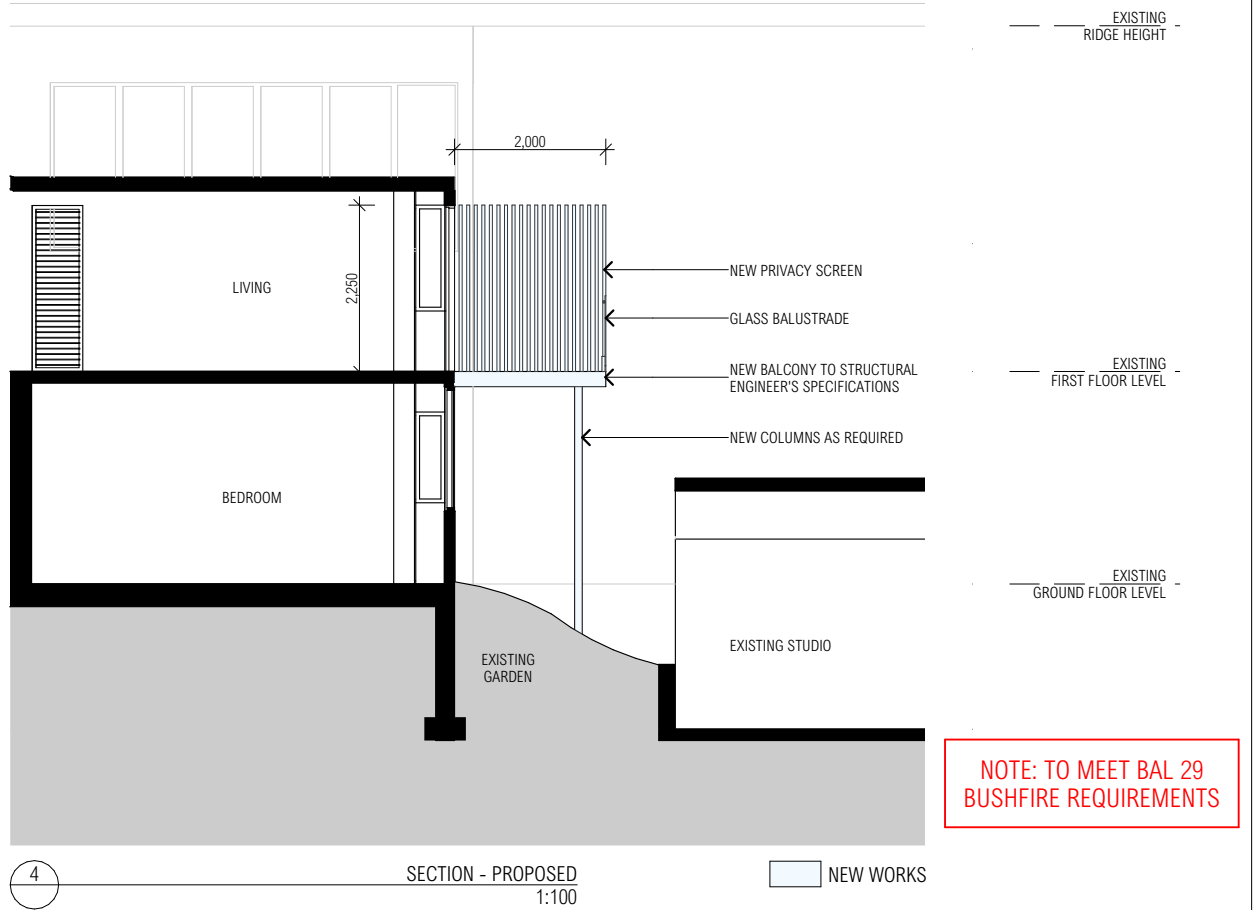 EXISTING
RIDGE HEIGHT
2,000
LIVING
2,250
NEW PRIVACY SCREEN
GLASS BALUSTRADE
NEW BALCONY TO STRUCTURAL
ENGINEER'S SPECIFICATIONS
EXISTING
FIRST FLOOR LEVEL
NEW COLUMNS AS REQUIRED
BEDROOM
EXISTING
GROUND FLOOR LEVEL
EXISTING STUDIO
EXISTING
GARDEN
NOTE: TO MEET BAL 29
BUSHFIRE REQUIREMENTS
4
SECTION - PROPOSED
1:100
NEW WORKS